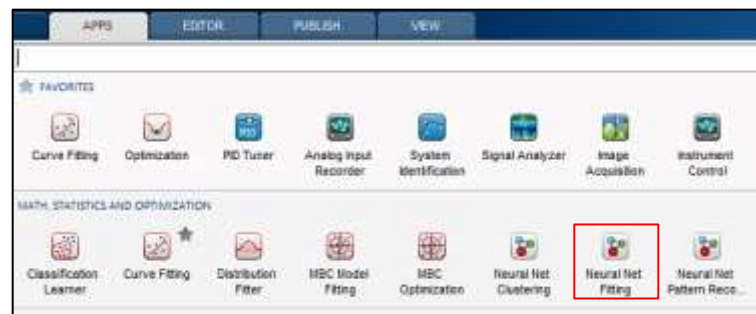 APPS EDITOR PUBLISH VIEW
FAVORITES
Curve Fitting Optimization PID Tuner Analog Input Recorder System Identification Signal Analyzer Image Acquisition Instrument Control
MATH, STATISTICS AND OPTIMIZATION
Classification Learner Curve Fitting Distribution Fitter MBC Model Fitting MBC Optimization Neural Net Clustering Neural Net Fitting Neural Net Pattern Reco...